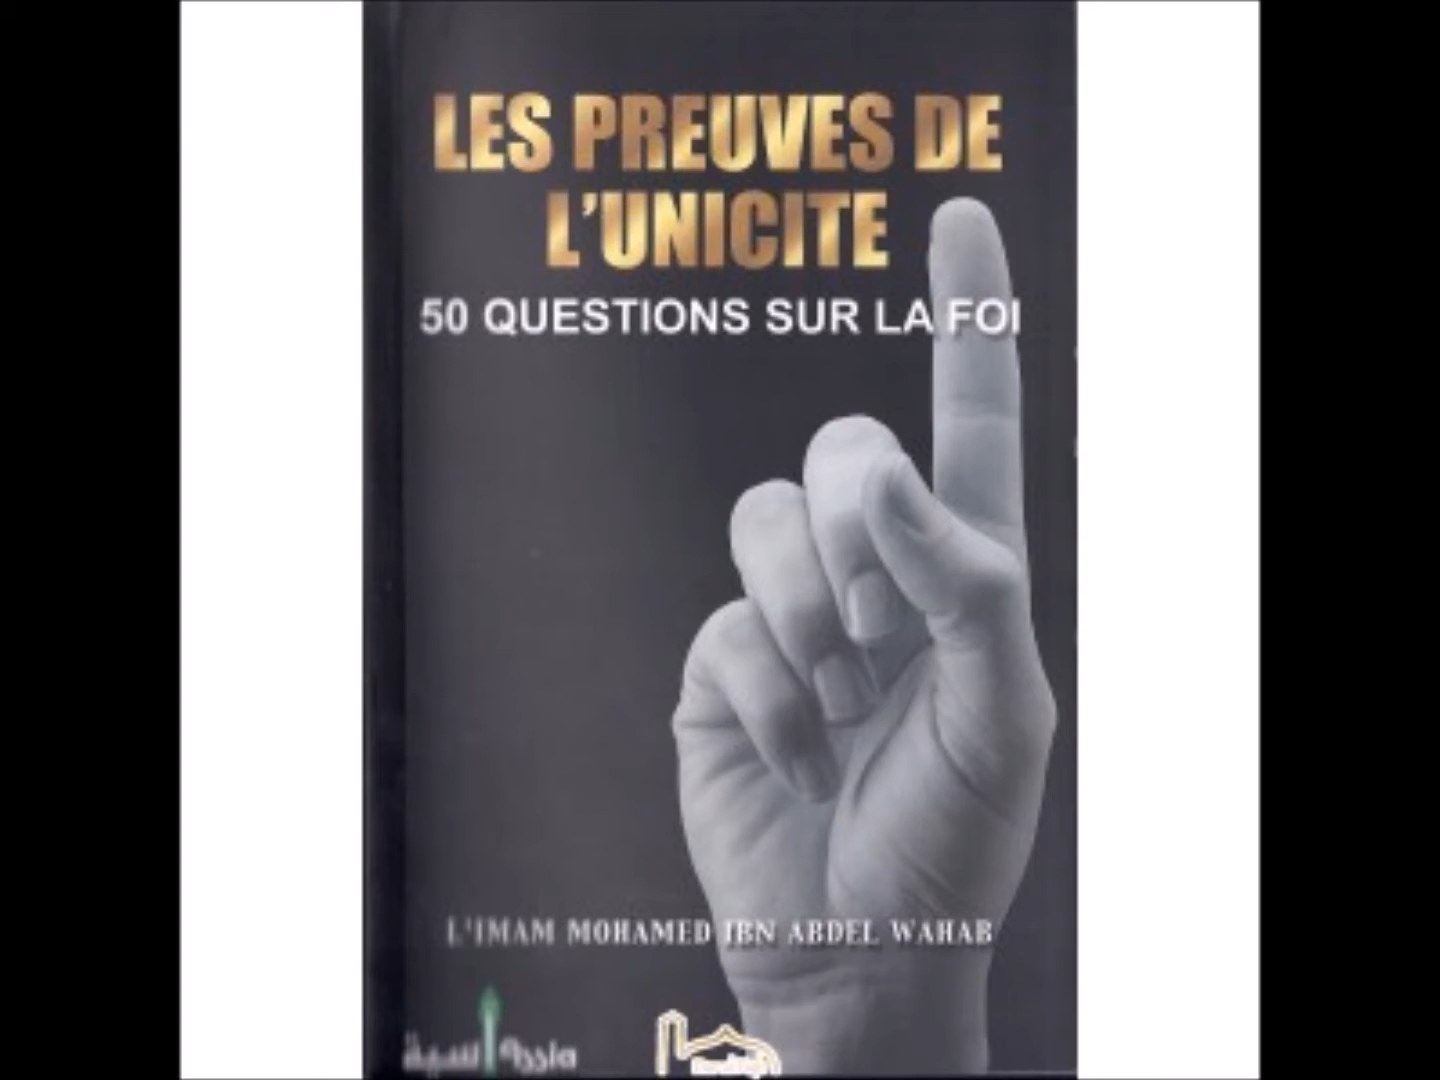 LES PREUVES DE
L'UNICITE
50 QUESTIONS SUR LA FOI
L'IMAM MOHAMED IBN ABDEL WAHAB